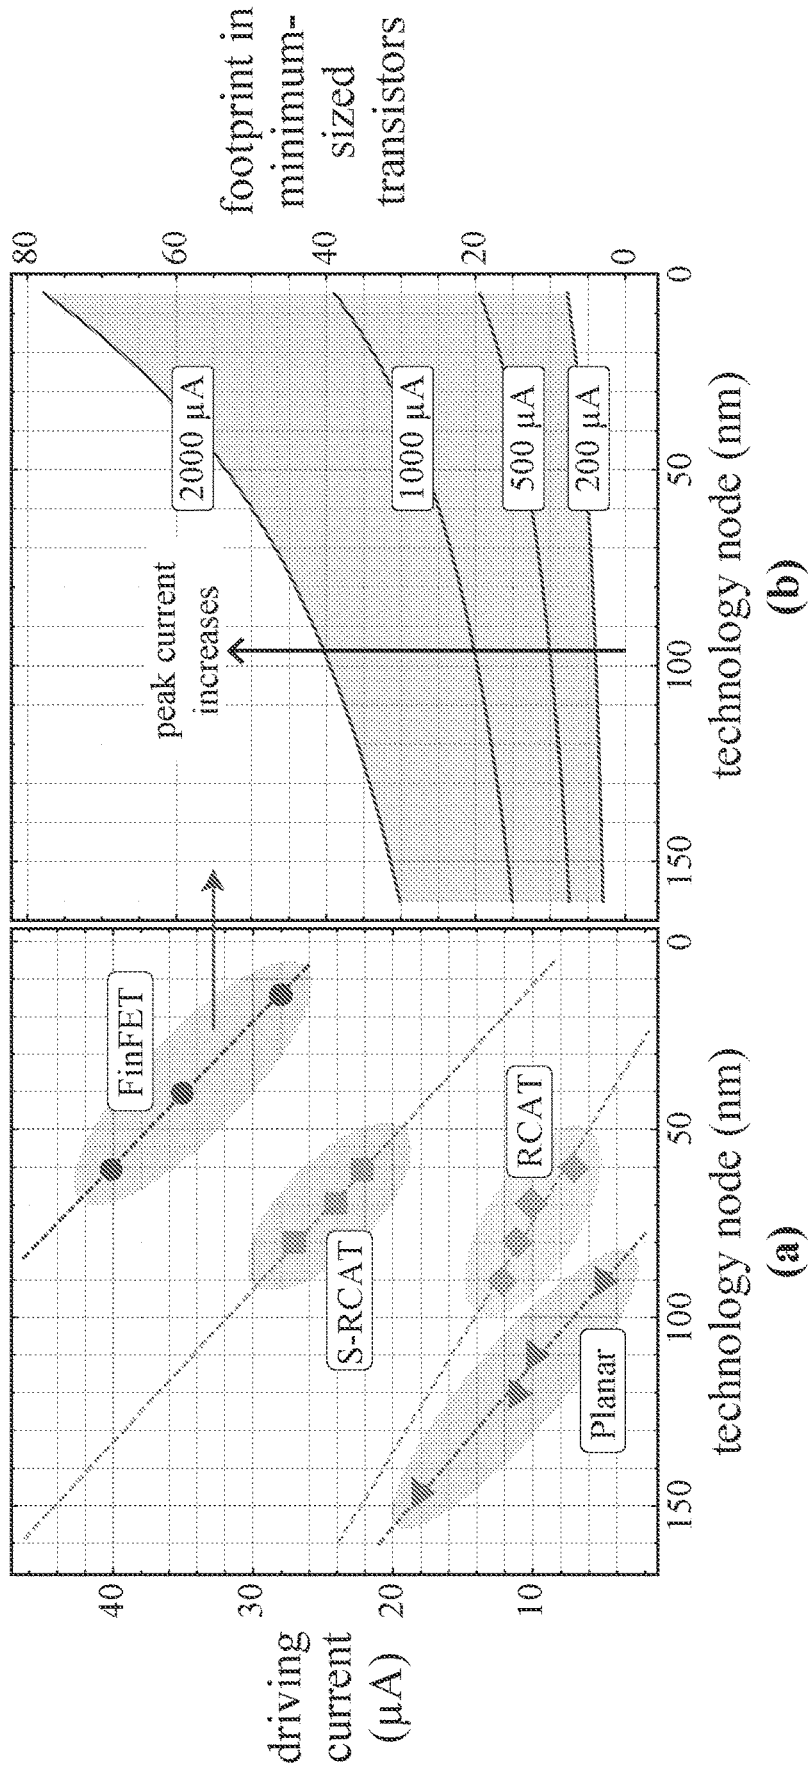 driving
current
(μA)
40
30
20
10
150
100
50
0
technology node (nm)
(a)
FinFET
S-RCAT
RCAT
Planar
peak current
increases
2000 μA
1000 μA
500 μA
200 μA
150
100
50
0
technology node (nm)
(b)
80
60
40
20
0
footprint in
minimum-
sized
transistors